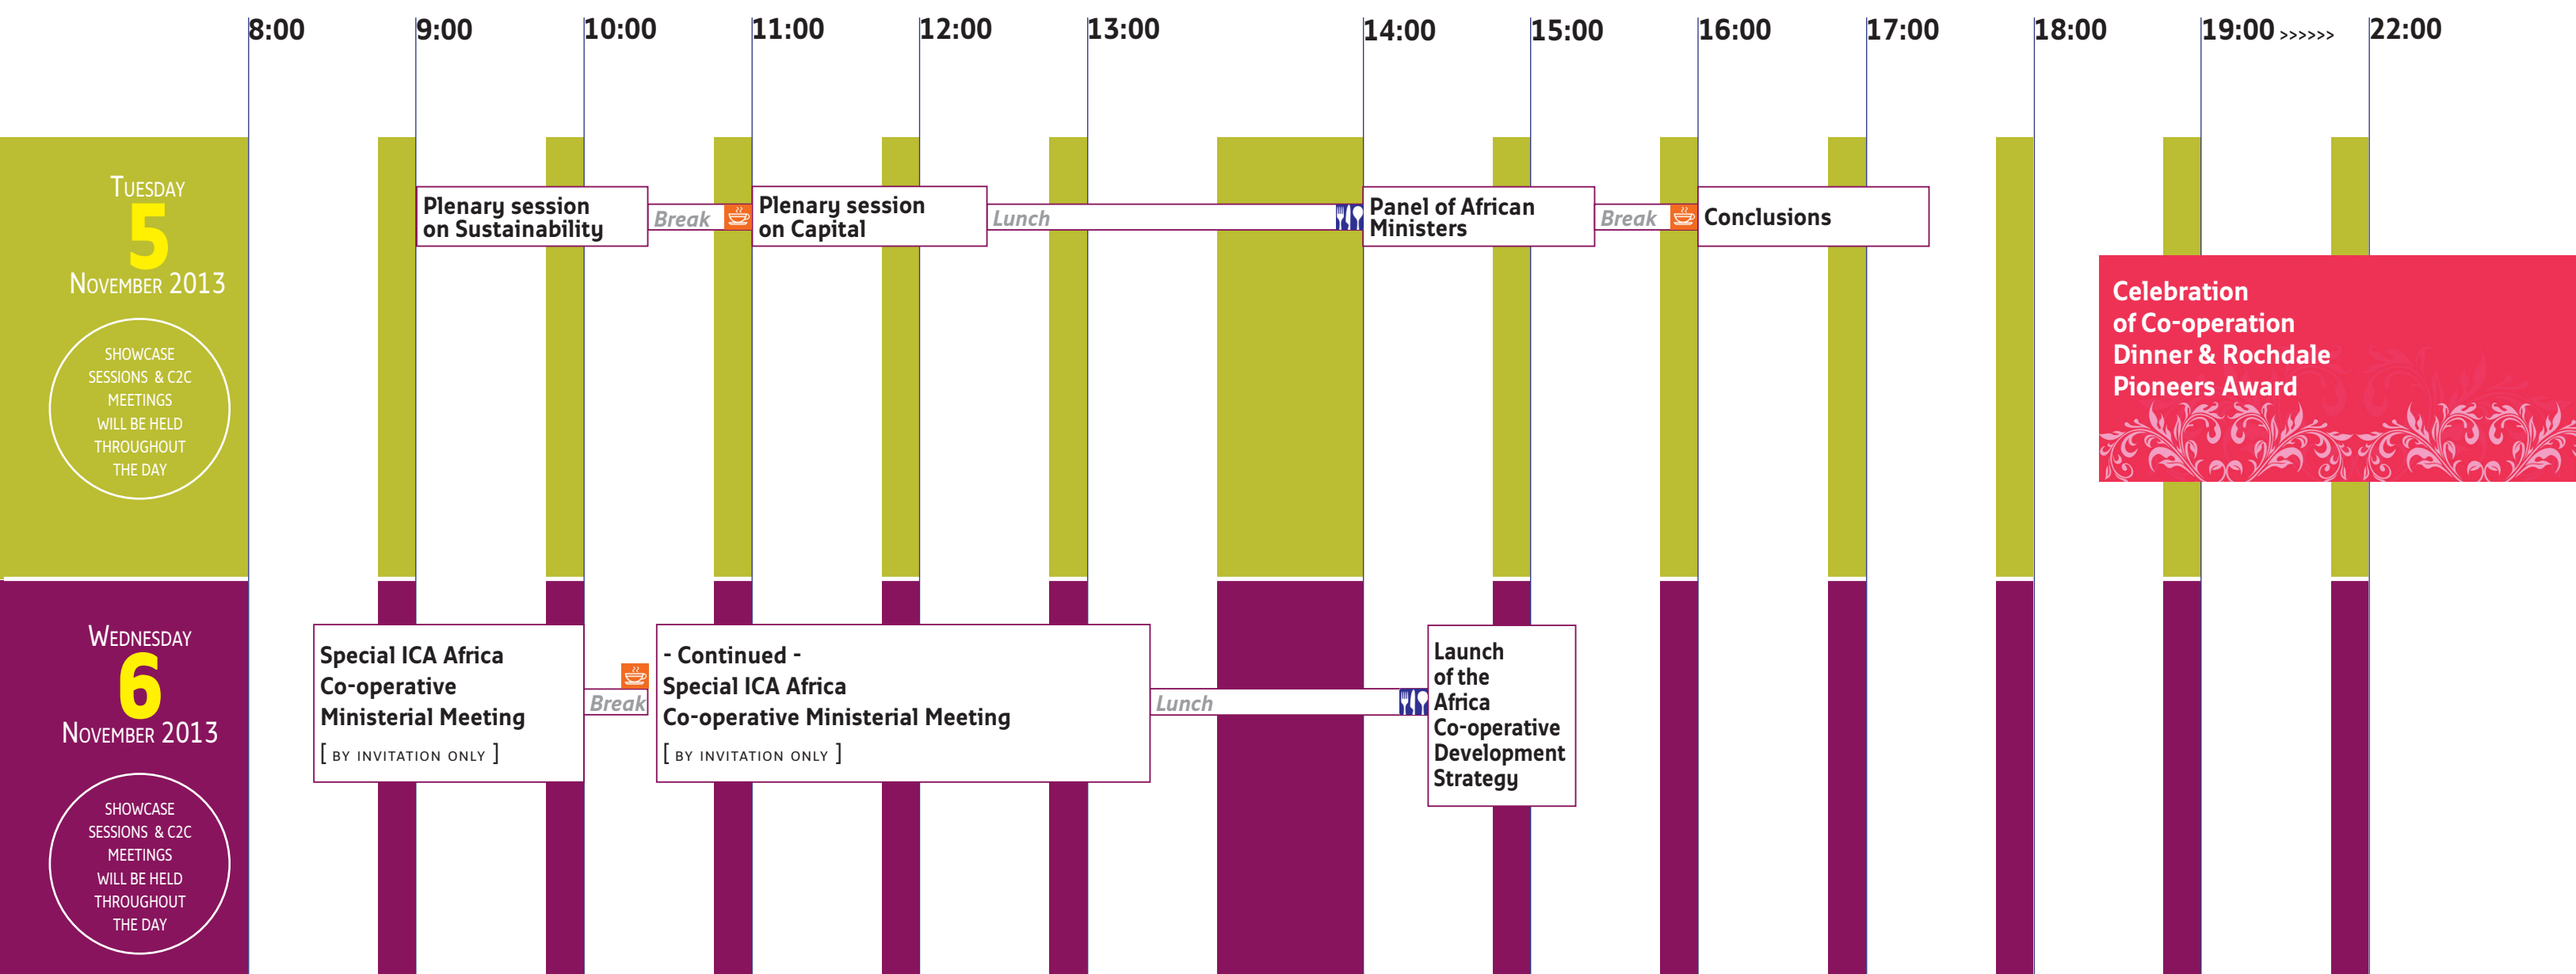 8:00 9:00 10:00 11:00 12:00 13:00 14:00 15:00 16:00 17:00 18:00 19:00 >>>>>> 22:00
Tuesday
5
November 2013
SHOWCASE
SESSIONS & C2C
MEETINGS
WILL BE HELD
THROUGHOUT
THE DAY
Plenary session
on Sustainability
Break
Plenary session
on Capital
Lunch
Panel of African
Ministers
Break
Conclusions
Celebration
of Co-operation
Dinner & Rochdale
Pioneers Award
Wednesday
6
November 2013
SHOWCASE
SESSIONS & C2C
MEETINGS
WILL BE HELD
THROUGHOUT
THE DAY
Special ICA Africa
Co-operative
Ministerial Meeting
[ BY INVITATION ONLY ]
Break
- Continued -
Special ICA Africa
Co-operative Ministerial Meeting
[ BY INVITATION ONLY ]
Lunch
Launch
of the
Africa
Co-operative
Development
Strategy